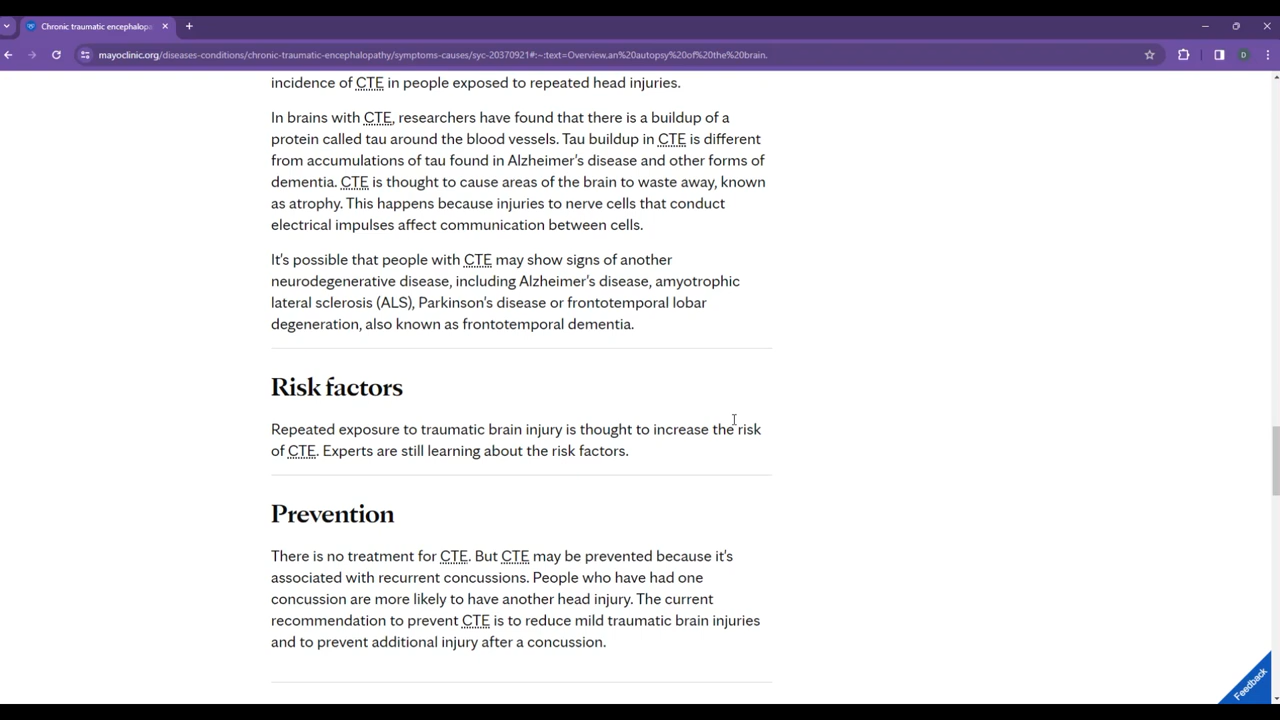 Chronic traumatic encephalopa
mayoclinic.org/diseases-conditions/chronic-traumatic-encephalopathy/symptoms-causes/syc-20370921#:~:text=Overview,an%20autopsy%20of%20the%20brain.
D
incidence of CTE in people exposed to repeated head injuries.
In brains with CTE, researchers have found that there is a buildup of a
protein called tau around the blood vessels. Tau buildup in CTE is different
from accumulations of tau found in Alzheimer's disease and other forms of
dementia. CTE is thought to cause areas of the brain to waste away, known
as atrophy. This happens because injuries to nerve cells that conduct
electrical impulses affect communication between cells.
It's possible that people with CTE may show signs of another
neurodegenerative disease, including Alzheimer's disease, amyotrophic
lateral sclerosis (ALS), Parkinson's disease or frontotemporal lobar
degeneration, also known as frontotemporal dementia.
Risk factors
Repeated exposure to traumatic brain injury is thought to increase the risk
of CTE. Experts are still learning about the risk factors.
Prevention
There is no treatment for CTE. But CTE may be prevented because it's
associated with recurrent concussions. People who have had one
concussion are more likely to have another head injury. The current
recommendation to prevent CTE is to reduce mild traumatic brain injuries
and to prevent additional injury after a concussion.
Feedback